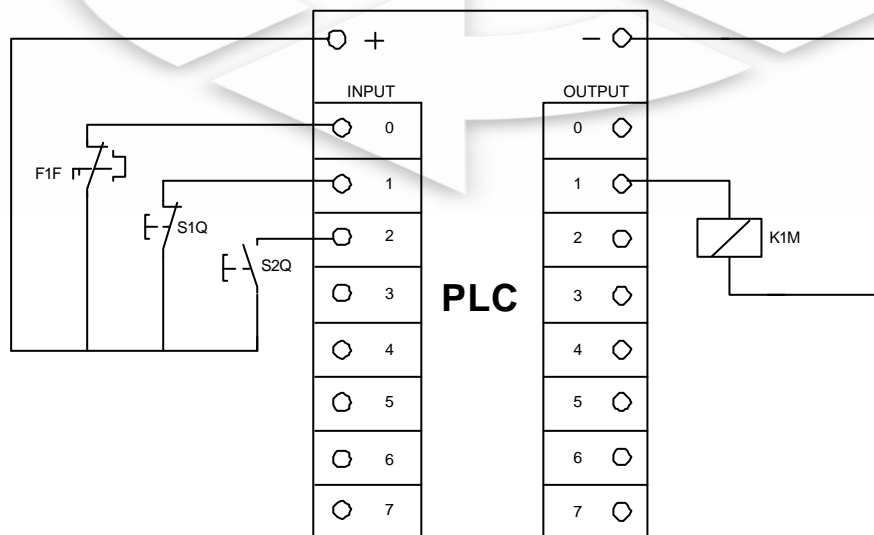 + -
INPUT OUTPUT
0 0
F1F
1 1
S1Q
2 2 K1M
S2Q
3 PLC 3
4 4
5 5
6 6
7 7